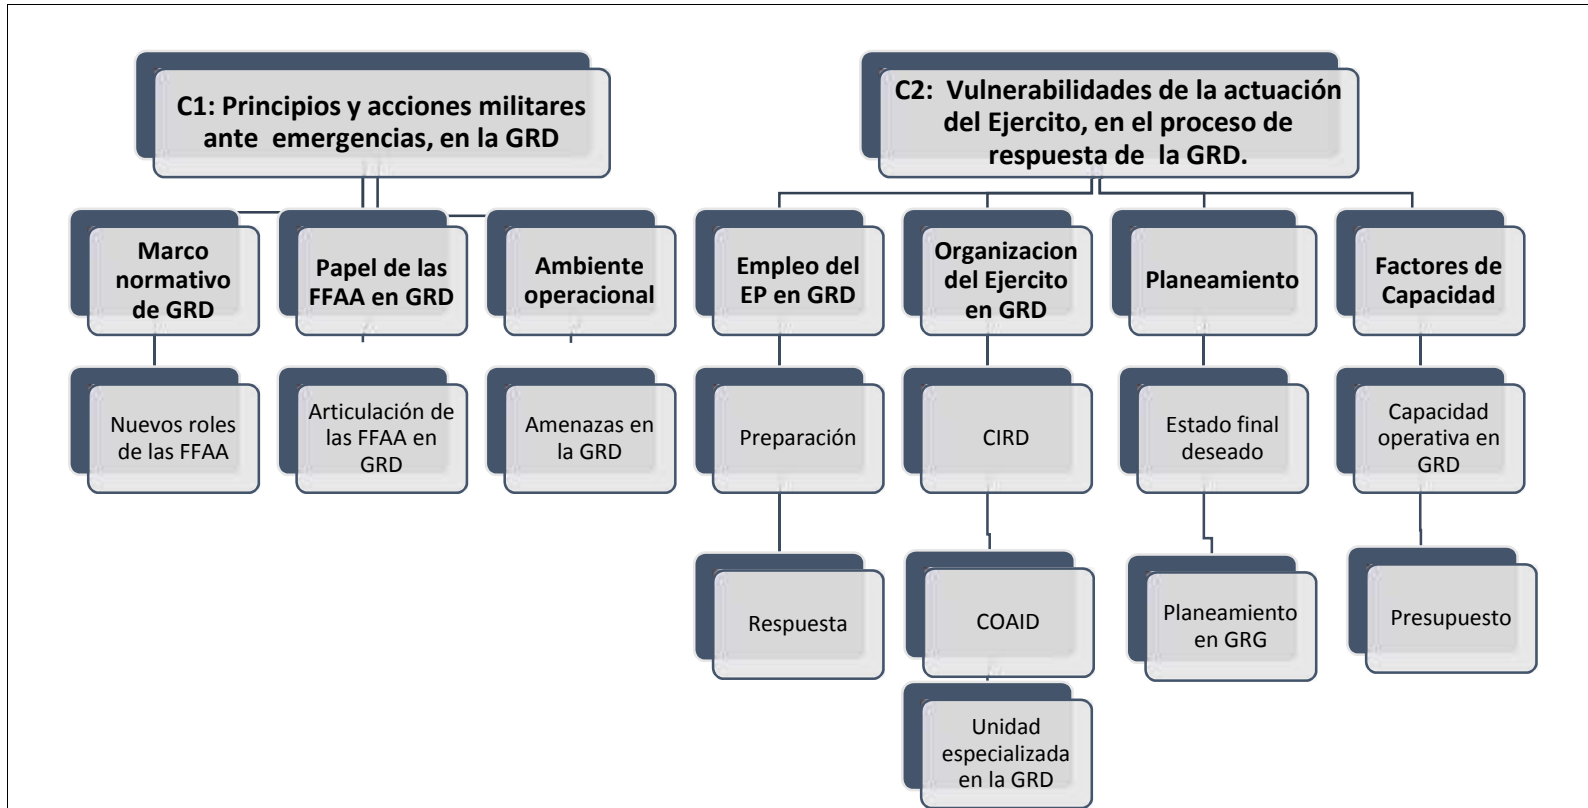 C1: Principios y acciones militares
ante emergencias, en la GRD
C2: Vulnerabilidades de la actuación
del Ejercito, en el proceso de
respuesta de la GRD.
Marco
normativo
de GRD
Papel de las
FFAA en GRD
Ambiente
operacional
Empleo del
EP en GRD
Organizacion
del Ejercito
en GRD
Planeamiento
Factores de
Capacidad
Nuevos roles
de las FFAA
Articulación de
las FFAA en
GRD
Amenazas en
la GRD
Preparación
CIRD
Estado final
deseado
Capacidad
operativa en
GRD
Respuesta
COAID
Planeamiento
en GRG
Presupuesto
Unidad
especializada
en la GRD